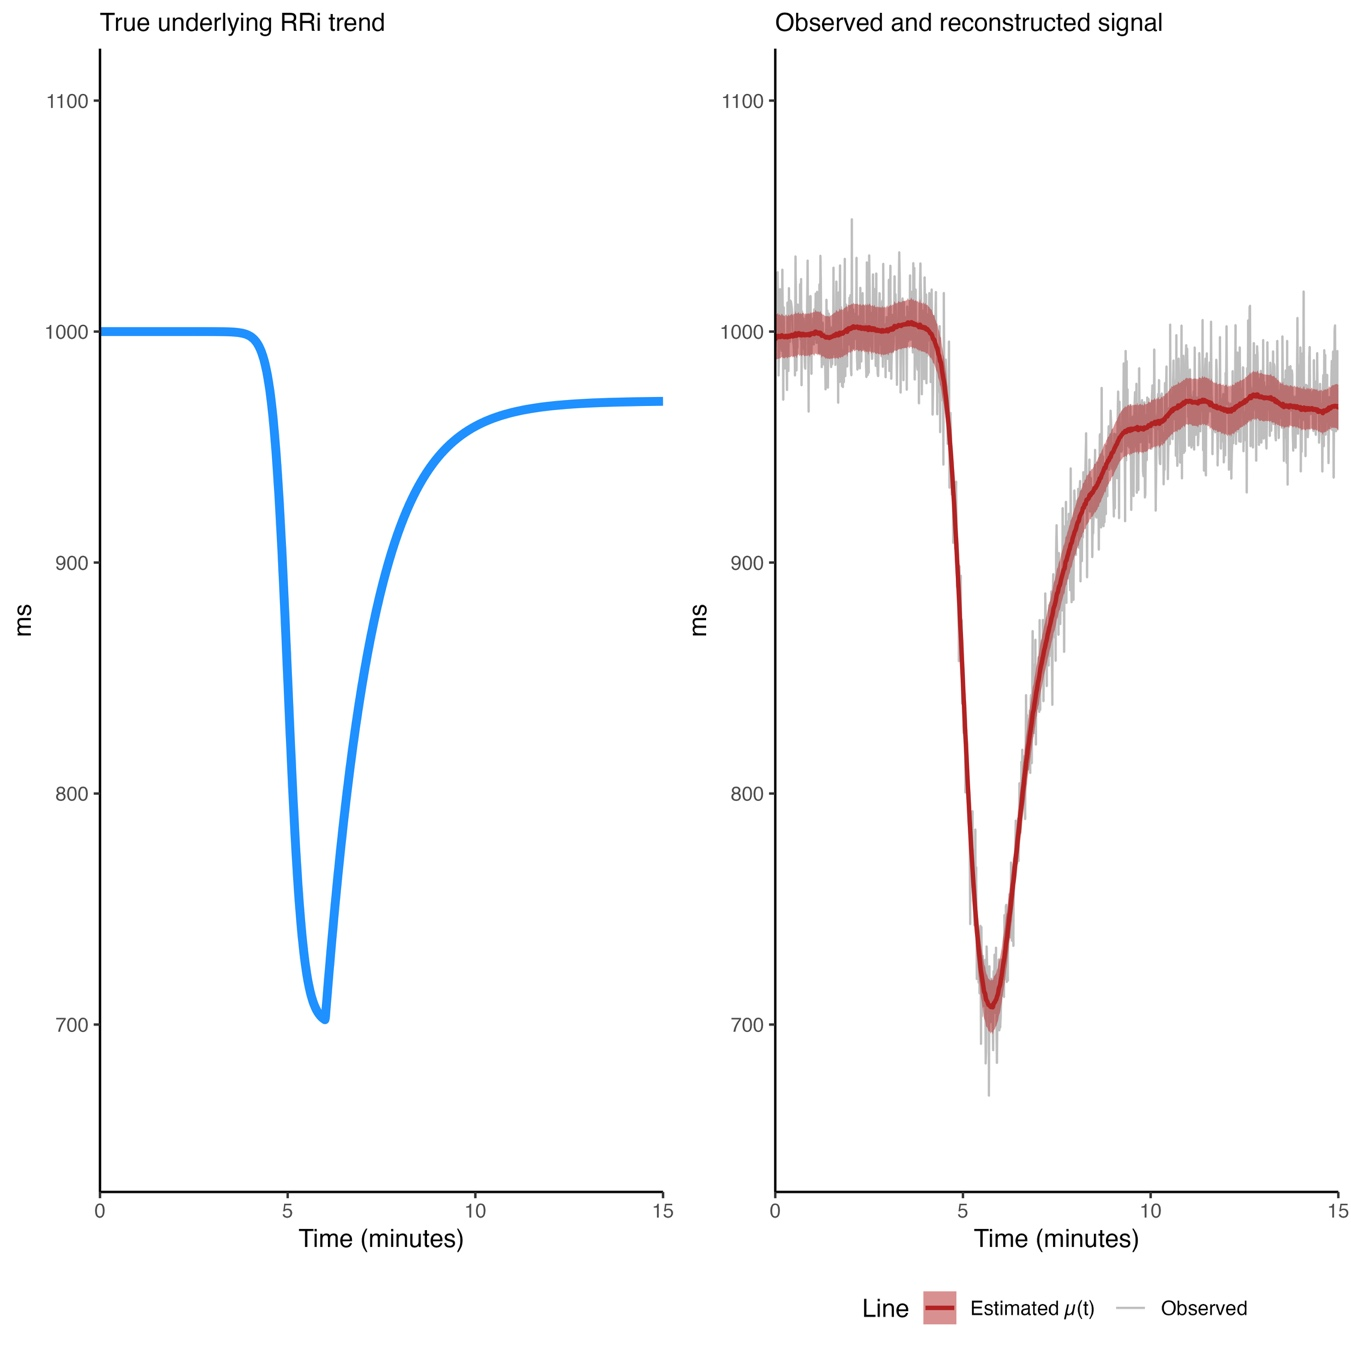 True underlying RRi trend
1100
1000
900
800
700
ms
0 5 10 15
Time (minutes)
Observed and reconstructed signal
1100
1000
900
800
700
ms
0 5 10 15
Time (minutes)
Line Estimated μ(t) Observed